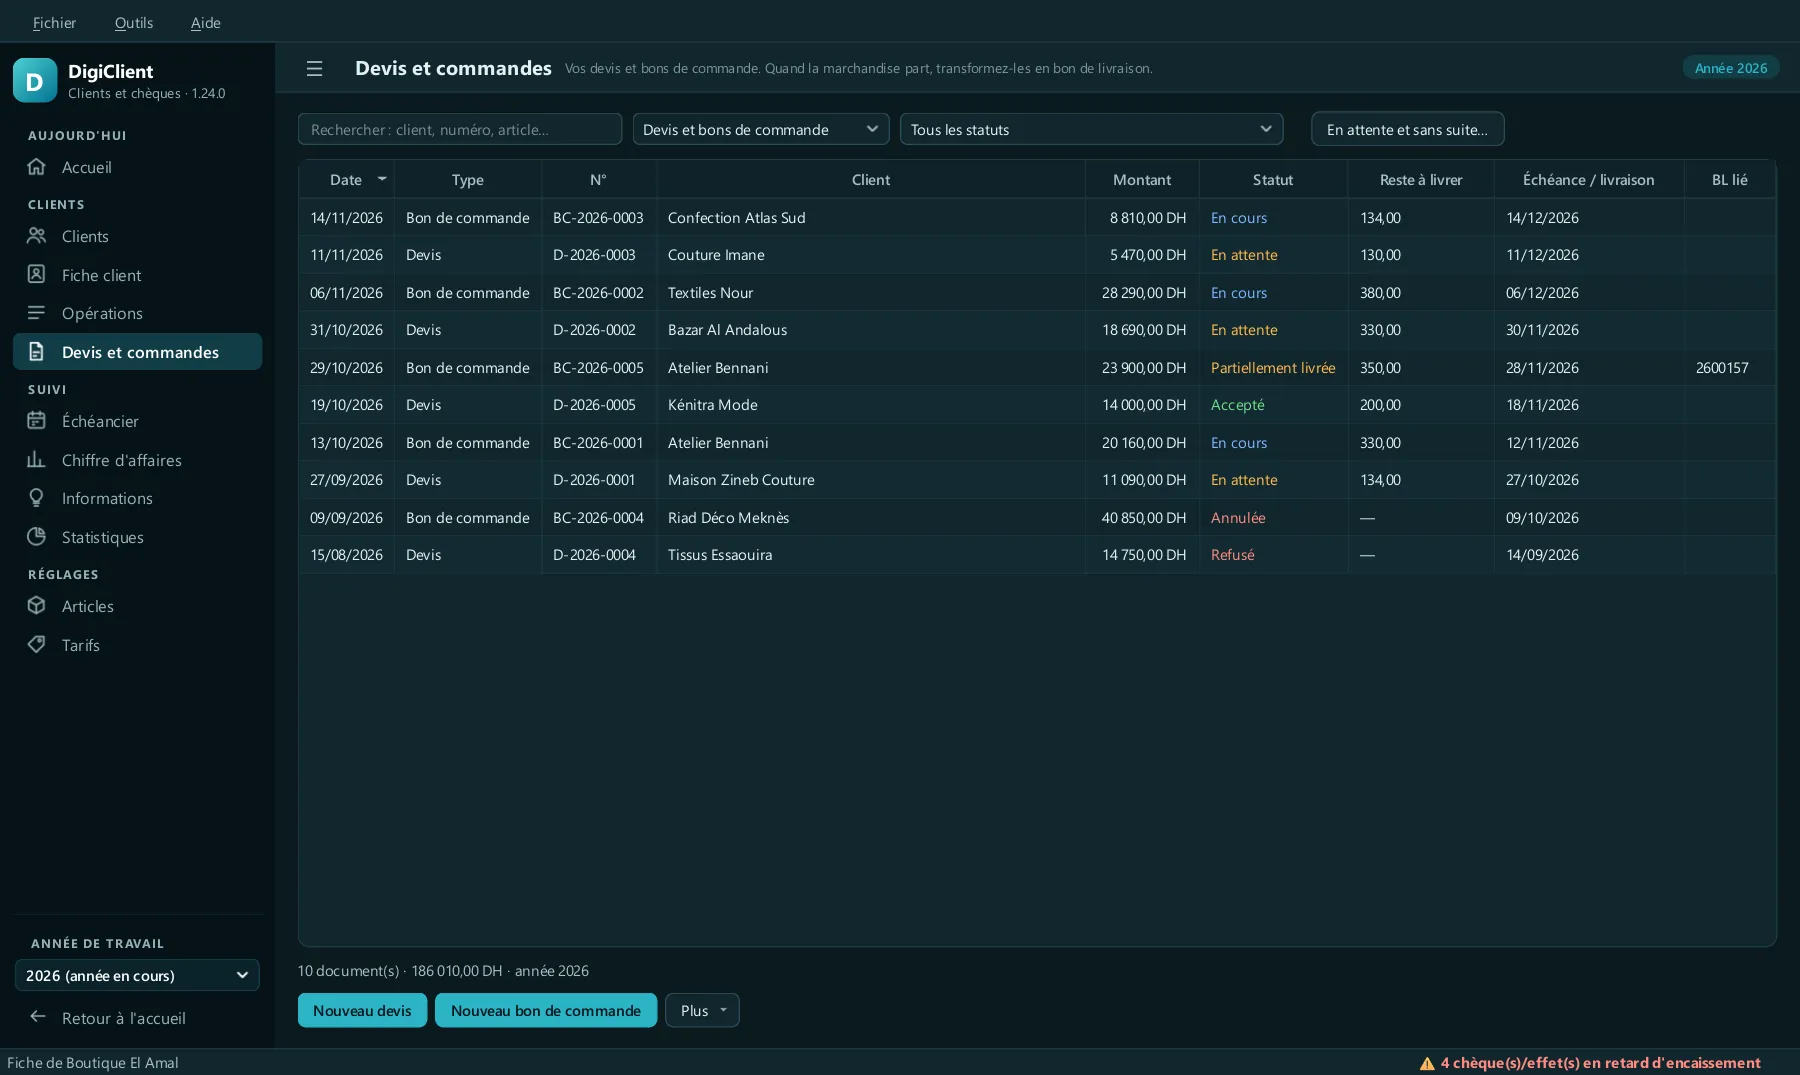 Fichier Outils Aide
D DigiClient
Clients et chèques · 1.24.0
AUJOURD'HUI
Accueil
CLIENTS
Clients
Fiche client
Opérations
Devis et commandes
SUIVI
Échéancier
Chiffre d'affaires
Informations
Statistiques
RÉGLAGES
Articles
Tarifs
ANNÉE DE TRAVAIL
2026 (année en cours)
Retour à l'accueil
Devis et commandes Vos devis et bons de commande. Quand la marchandise part, transformez-les en bon de livraison. Année 2026
Rechercher : client, numéro, article... Devis et bons de commande Tous les statuts En attente et sans suite...
Date Type N° Client Montant Statut Reste à livrer Échéance / livraison BL lié
14/11/2026 Bon de commande BC-2026-0003 Confection Atlas Sud 8 810,00 DH En cours 134,00 14/12/2026
11/11/2026 Devis D-2026-0003 Couture Imane 5 470,00 DH En attente 130,00 11/12/2026
06/11/2026 Bon de commande BC-2026-0002 Textiles Nour 28 290,00 DH En cours 380,00 06/12/2026
31/10/2026 Devis D-2026-0002 Bazar Al Andalous 18 690,00 DH En attente 330,00 30/11/2026
29/10/2026 Bon de commande BC-2026-0005 Atelier Bennani 23 900,00 DH Partiellement livrée 350,00 28/11/2026 2600157
19/10/2026 Devis D-2026-0005 Kénitra Mode 14 000,00 DH Accepté 200,00 18/11/2026
13/10/2026 Bon de commande BC-2026-0001 Atelier Bennani 20 160,00 DH En cours 330,00 12/11/2026
27/09/2026 Devis D-2026-0001 Maison Zineb Couture 11 090,00 DH En attente 134,00 27/10/2026
09/09/2026 Bon de commande BC-2026-0004 Riad Déco Meknès 40 850,00 DH Annulée — 09/10/2026
15/08/2026 Devis D-2026-0004 Tissus Essaouira 14 750,00 DH Refusé — 14/09/2026
10 document(s) · 186 010,00 DH · année 2026
Nouveau devis Nouveau bon de commande Plus
Fiche de Boutique El Amal 4 chèque(s)/effet(s) en retard d'encaissement